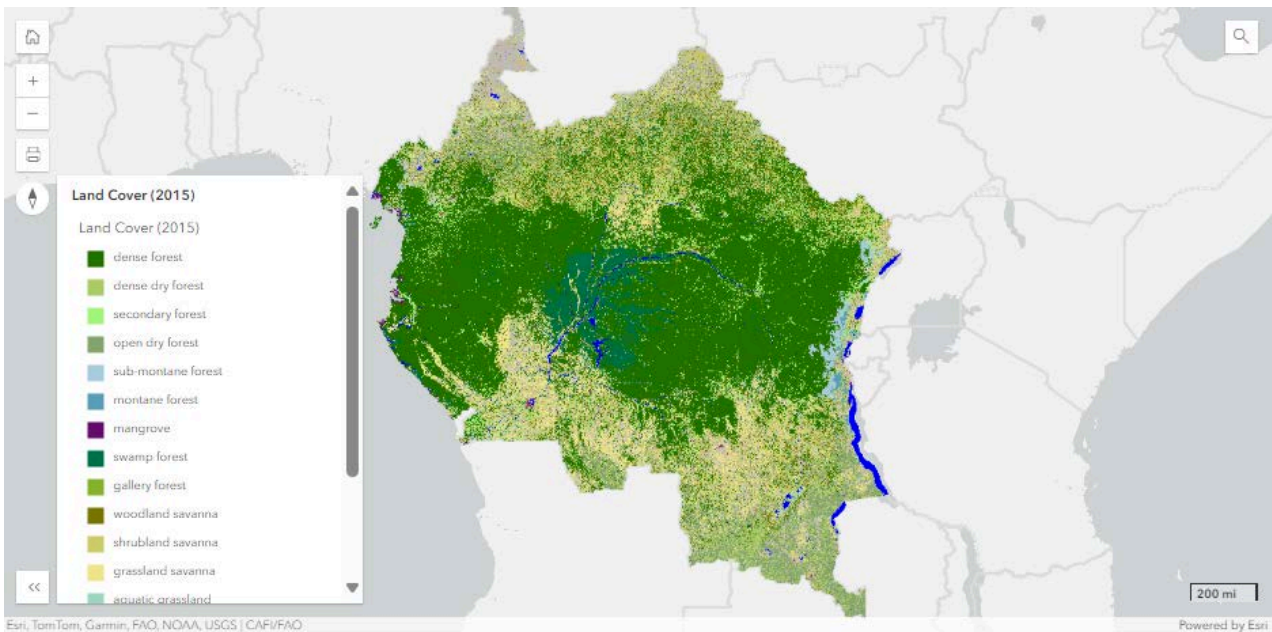 Land Cover (2015)
Land Cover (2015)
dense forest
dense dry forest
secondary forest
open dry forest
sub-montane forest
montane forest
mangrove
swamp forest
gallery forest
woodland savanna
shrubland savanna
grassland savanna
aquatic grassland
200 mi
Esri, TomTom, Garmin, FAO, NOAA, USGS | CAFI/FAO
Powered by Esri